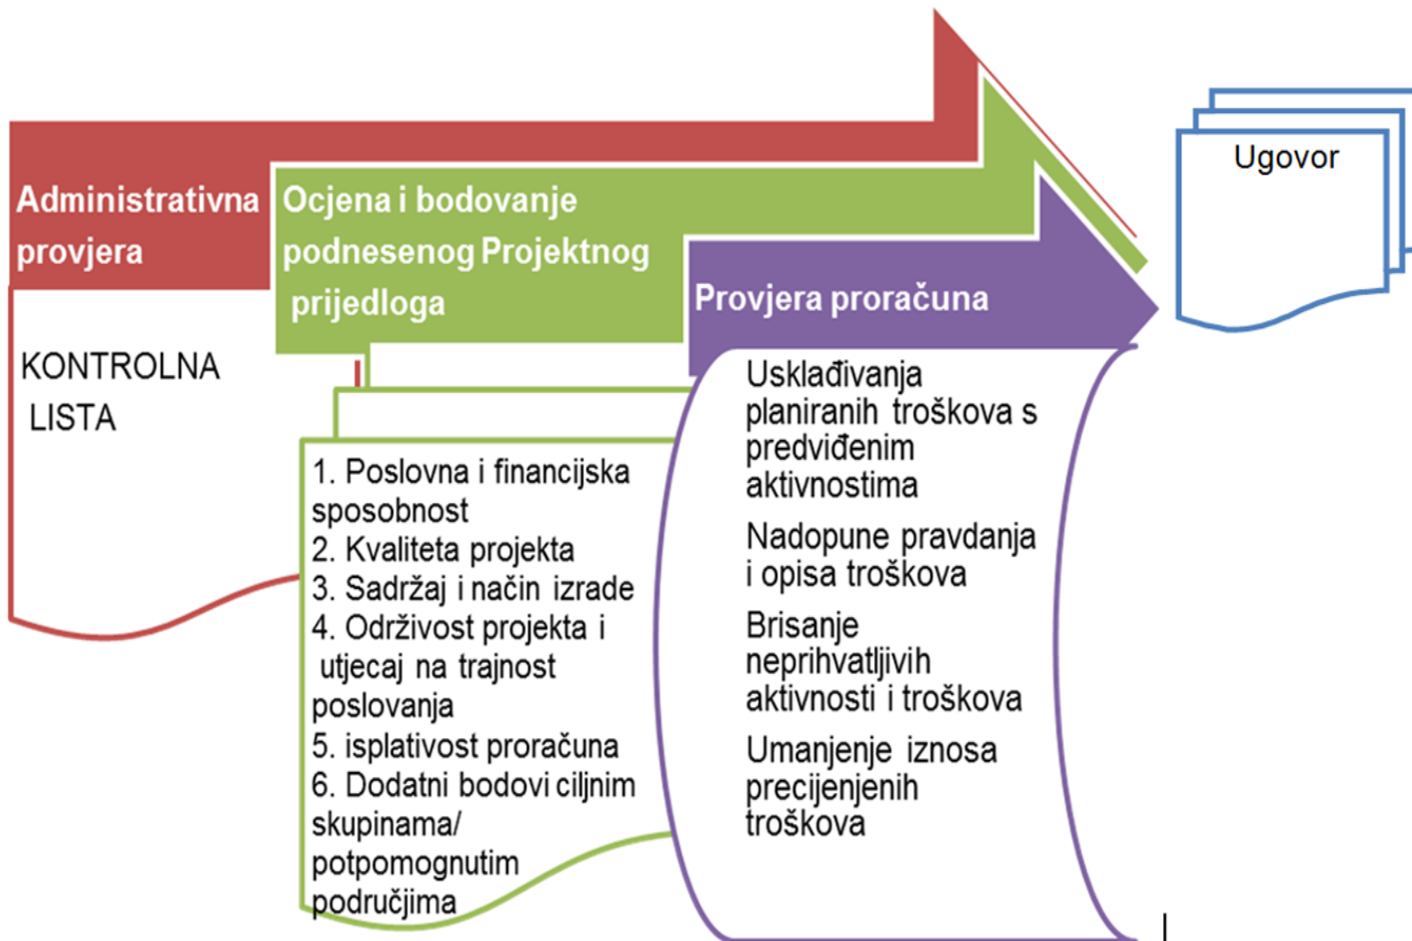 Administrativna
provjera
KONTROLNA
LISTA
Ocjena i bodovanje
podnesenog Projektnog
prijedloga
1. Poslovna i financijska
sposobnost
2. Kvaliteta projekta
3. Sadržaj i način izrade
4. Održivost projekta i
utjecaj na trajnost
poslovanja
5. isplativost proračuna
6. Dodatni bodovi ciljnim
skupinama/
potpomognutim
područjima
Provjera proračuna
Usklađivanja
planiranih troškova s
predviđenim
aktivnostima
Nadopune pravdanja
i opisa troškova
Brisanje
neprihvatljivih
aktivnosti i troškova
Umanjenje iznosa
precijenjenih
troškova
Ugovor